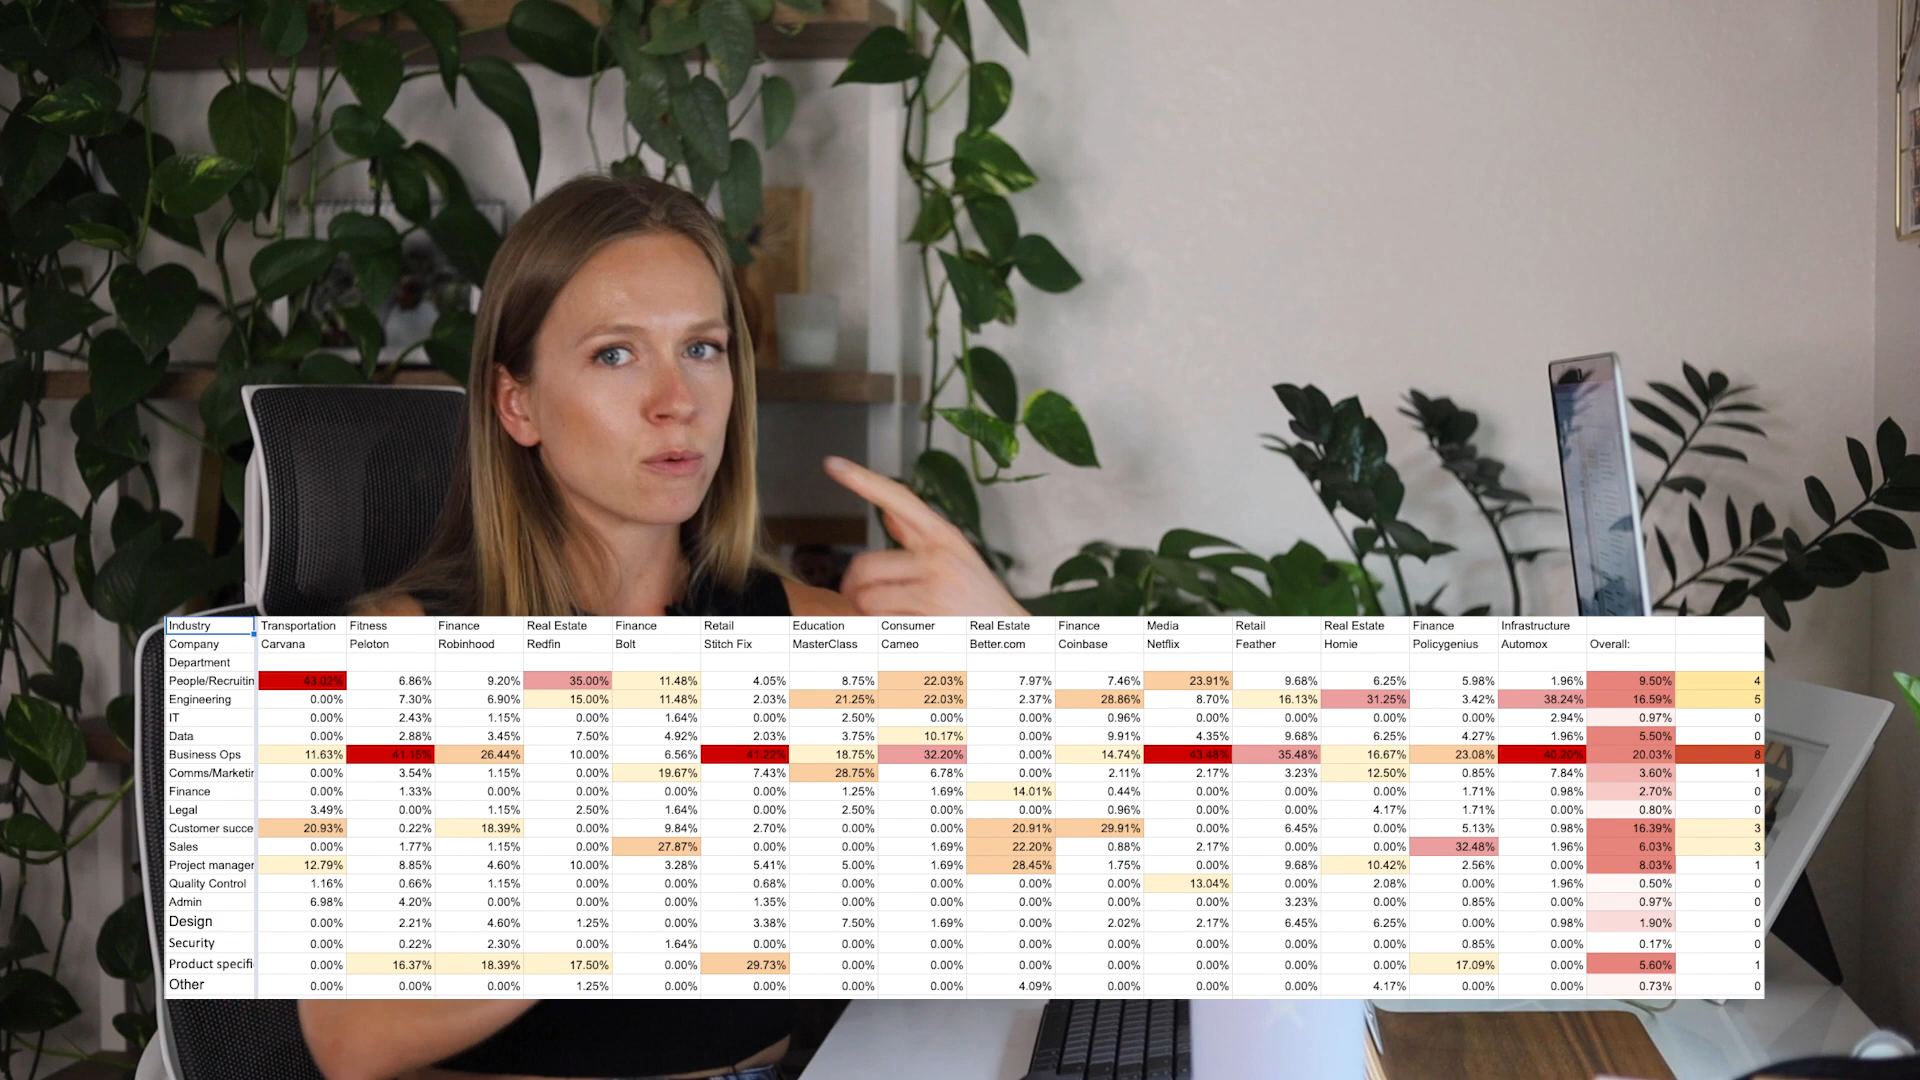 Industry Transportation Fitness Finance Real Estate Finance Retail Education Consumer Real Estate Finance Media Retail Real Estate Finance Infrastructure
Company Carvana Peloton Robinhood Redfin Bolt Stitch Fix MasterClass Cameo Better.com Coinbase Netflix Feather Homie Policygenius Automox Overall:
Department
People/Recruitin 43.02% 6.86% 9.20% 35.00% 11.48% 4.05% 8.75% 22.03% 7.97% 7.46% 23.91% 9.68% 6.25% 5.98% 1.96% 9.50% 4
Engineering 0.00% 7.30% 6.90% 15.00% 11.48% 2.03% 21.25% 22.03% 2.37% 28.86% 8.70% 16.13% 31.25% 3.42% 38.24% 16.59% 5
IT 0.00% 2.43% 1.15% 0.00% 1.64% 0.00% 2.50% 0.00% 0.00% 0.96% 0.00% 0.00% 0.00% 0.00% 2.94% 0.97% 0
Data 0.00% 2.88% 3.45% 7.50% 4.92% 2.03% 3.75% 10.17% 0.00% 9.91% 4.35% 9.68% 6.25% 4.27% 1.96% 5.50% 0
Business Ops 11.63% 41.15% 26.44% 10.00% 6.56% 41.22% 18.75% 32.20% 0.00% 14.74% 43.48% 35.48% 16.67% 23.08% 40.20% 20.03% 8
Comms/Marketin 0.00% 3.54% 1.15% 0.00% 19.67% 7.43% 28.75% 6.78% 0.00% 2.11% 2.17% 3.23% 12.50% 0.85% 7.84% 3.60% 1
Finance 0.00% 1.33% 0.00% 0.00% 0.00% 0.00% 1.25% 1.69% 14.01% 0.44% 0.00% 0.00% 0.00% 1.71% 0.98% 2.70% 0
Legal 3.49% 0.00% 1.15% 2.50% 1.64% 0.00% 2.50% 0.00% 0.00% 0.96% 0.00% 0.00% 4.17% 1.71% 0.00% 0.80% 0
Customer succe 20.93% 0.22% 18.39% 0.00% 9.84% 2.70% 0.00% 0.00% 20.91% 29.91% 0.00% 6.45% 0.00% 5.13% 0.98% 16.39% 3
Sales 0.00% 1.77% 1.15% 0.00% 27.87% 0.00% 0.00% 1.69% 22.20% 0.88% 2.17% 0.00% 0.00% 32.48% 1.96% 6.03% 3
Project manager 12.79% 8.85% 4.60% 10.00% 3.28% 5.41% 5.00% 1.69% 28.45% 1.75% 0.00% 9.68% 10.42% 2.56% 0.00% 8.03% 1
Quality Control 1.16% 0.66% 1.15% 0.00% 0.00% 0.68% 0.00% 0.00% 0.00% 0.00% 13.04% 0.00% 2.08% 0.00% 1.96% 0.50% 0
Admin 6.98% 4.20% 0.00% 0.00% 0.00% 1.35% 0.00% 0.00% 0.00% 0.00% 0.00% 3.23% 0.00% 0.85% 0.00% 0.97% 0
Design 0.00% 2.21% 4.60% 1.25% 0.00% 3.38% 7.50% 1.69% 0.00% 2.02% 2.17% 6.45% 6.25% 0.00% 0.98% 1.90% 0
Security 0.00% 0.22% 2.30% 0.00% 1.64% 0.00% 0.00% 0.00% 0.00% 0.00% 0.00% 0.00% 0.00% 0.85% 0.00% 0.17% 0
Product specifi 0.00% 16.37% 18.39% 17.50% 0.00% 29.73% 0.00% 0.00% 0.00% 0.00% 0.00% 0.00% 0.00% 17.09% 0.00% 5.60% 1
Other 0.00% 0.00% 0.00% 1.25% 0.00% 0.00% 0.00% 0.00% 4.09% 0.00% 0.00% 0.00% 4.17% 0.00% 0.00% 0.73% 0